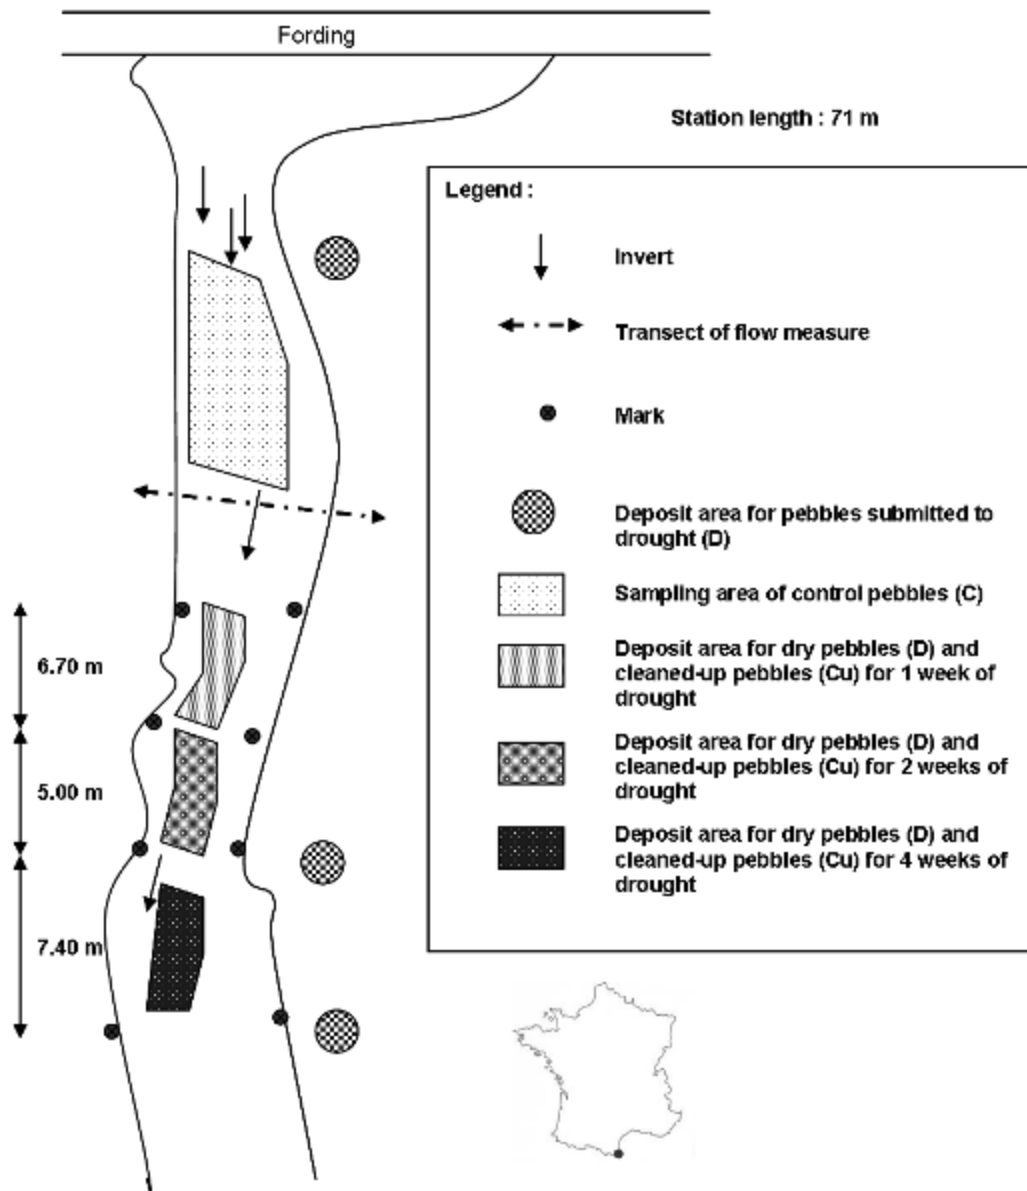 Fording
Station length : 71 m
Legend :
Invert
Transect of flow measure
Mark
Deposit area for pebbles submitted to
drought (D)
Sampling area of control pebbles (C)
Deposit area for dry pebbles (D) and
cleaned-up pebbles (Cu) for 1 week of
drought
Deposit area for dry pebbles (D) and
cleaned-up pebbles (Cu) for 2 weeks of
drought
Deposit area for dry pebbles (D) and
cleaned-up pebbles (Cu) for 4 weeks of
drought
6.70 m
5.00 m
7.40 m